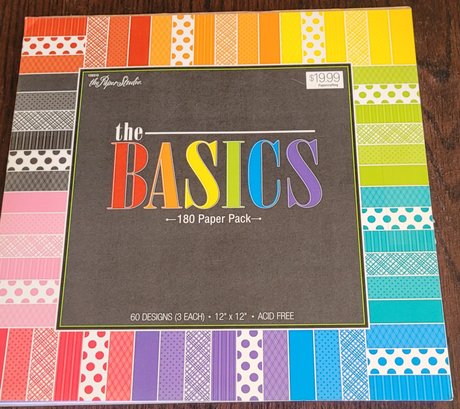 the Paper Studio
$19.99
the
BASICS
180 Paper Pack
60 DESIGNS (3 EACH) • 12" x 12" • ACID FREE